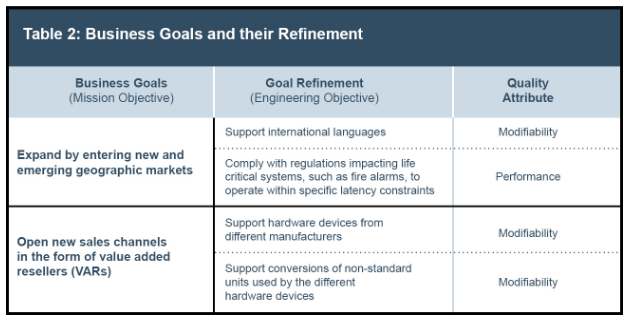 Table 2: Business Goals and their Refinement
Business Goals
(Mission Objective)
Goal Refinement
(Engineering Objective)
Quality
Attribute
Expand by entering new and
emerging geographic markets
Support international languages
Modifiability
Comply with regulations impacting life
critical systems, such as fire alarms, to
operate within specific latency constraints
Performance
Open new sales channels
in the form of value added
resellers (VARs)
Support hardware devices from
different manufacturers
Modifiability
Support conversions of non-standard
units used by the different
hardware devices
Modifiability